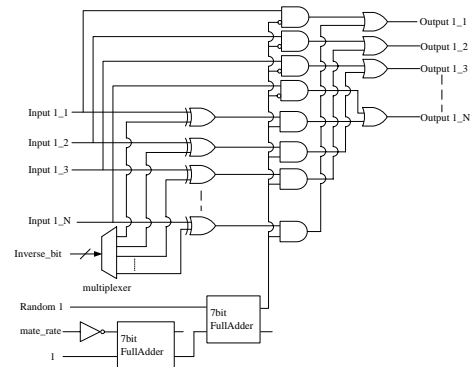 Output 1_1
Output 1_2
Output 1_3
Output 1_N
Input 1_1
Input 1_2
Input 1_3
Input 1_N
Inverse_bit
multiplexer
Random 1
7bit
FullAdder
mate_rate
7bit
FullAdder
1